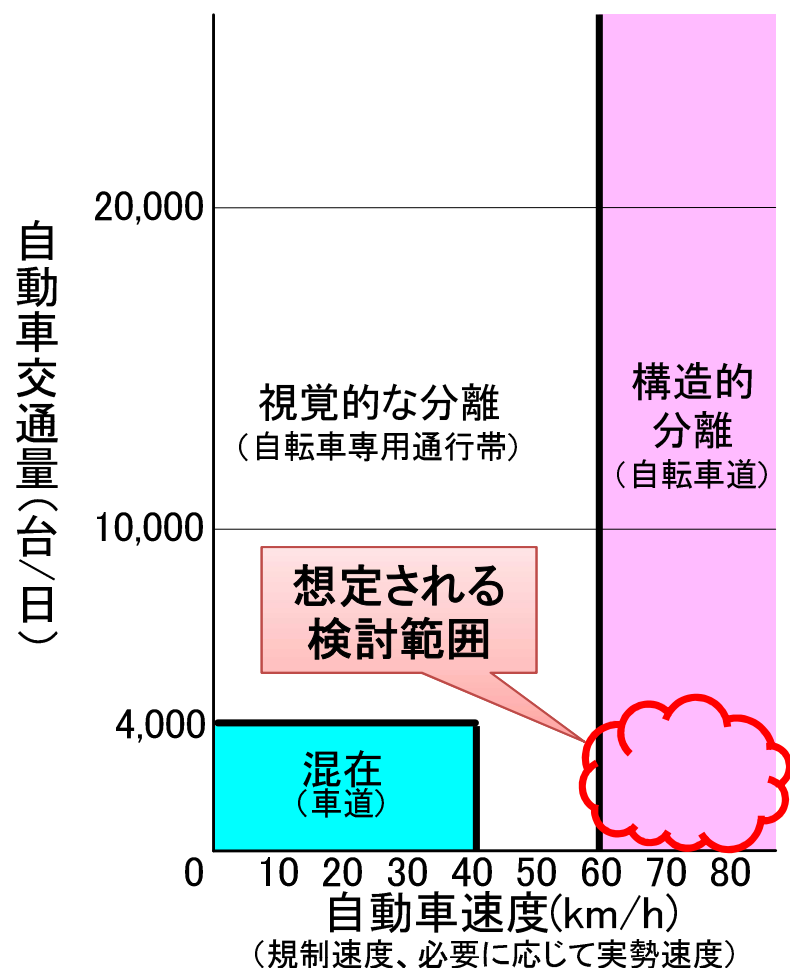 自動車交通量(台/日)
20,000
10,000
4,000
視覚的な分離
(自転車専用通行帯)
構造的
分離
(自転車道)
想定される
検討範囲
混在
(車道)
0 10 20 30 40 50 60 70 80
自動車速度(km/h)
(規制速度、必要に応じて実勢速度)